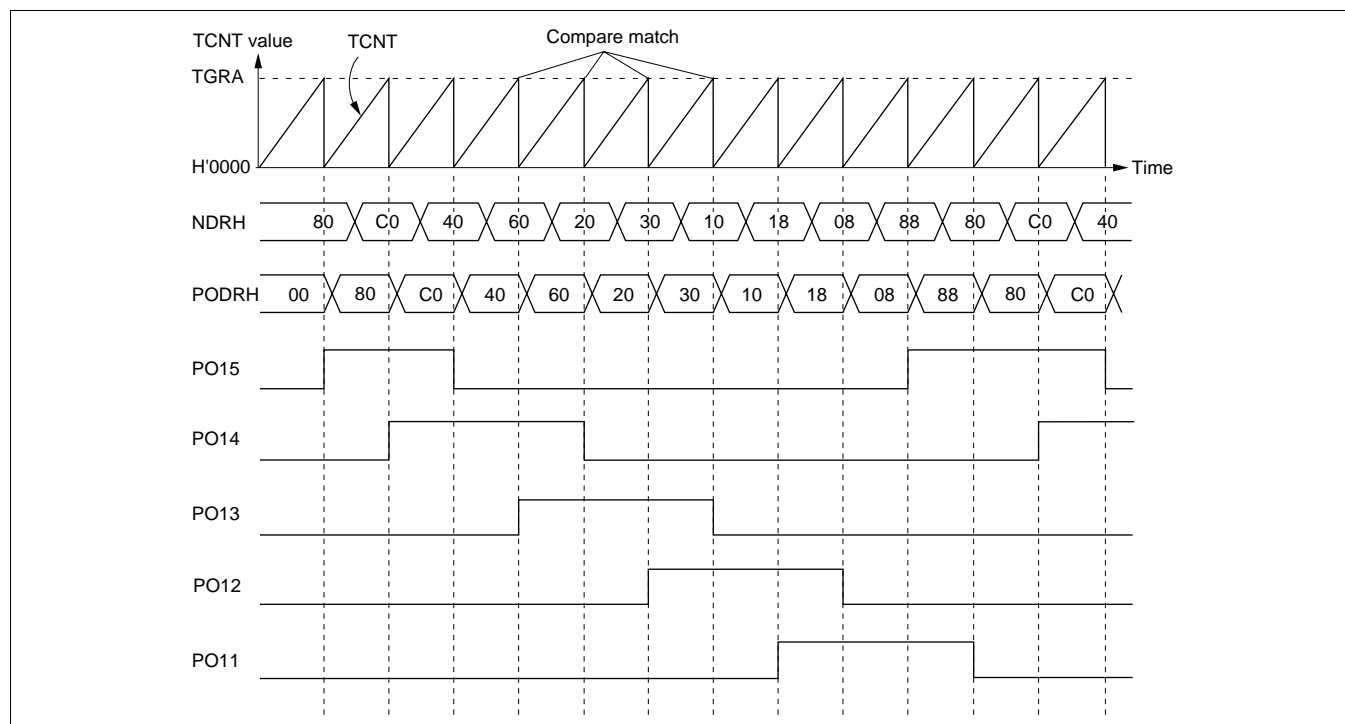 TCNT value
TCNT
Compare match
TGRA
H'0000
Time
NDRH
80 C0 40 60 20 30 10 18 08 88 80 C0 40
PODRH
00 80 C0 40 60 20 30 10 18 08 88 80 C0
PO15
PO14
PO13
PO12
PO11